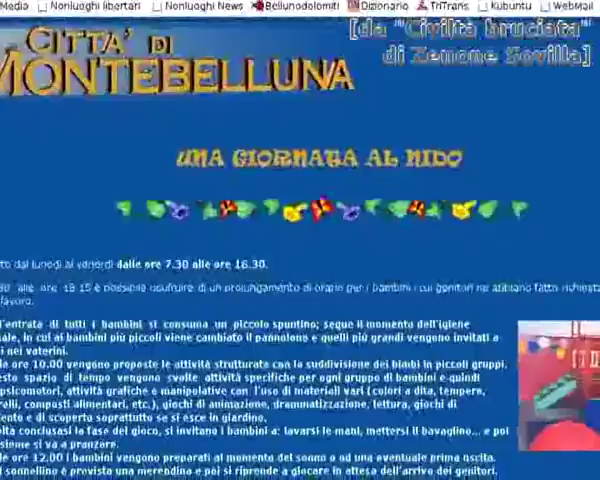 Media Nonluoghi libertari Nonluoghi News Bellunodolomiti Dizionario TriTrans Kubuntu WebMail
[da "'Civiltà bruciata"'
di Zenone Sovilla]
CITTA' DI
MONTEBELLUNA
UNA GIORNATA AL NIDO
to dal lunedì al venerdì dalle ore 7.30 alle ore 16.30.
alle ore 18.15 è possibile usufruire di un prolungamento di orario per i bambini i cui genitori ne abbiano fatto richiesta
lavoro.
l'entrata di tutti i bambini si consuma un piccolo spuntino; segue il momento dell'igiene
ale, in cui ai bambini più piccoli viene cambiato il pannolone e quelli più grandi vengono invitati a
i nei vaterini.
le ore 10.00 vengono proposte le attività strutturate con la suddivisione dei bimbi in piccoli gruppi.
esto spazio di tempo vengono svolte attività specifiche per ogni gruppo di bambini e quindi
psicomotori, attività grafiche e manipolative con l'uso di materiali vari (colori a dita, tempere,
relli, composti alimentari, etc.), giochi di animazione, drammatizzazione, lettura, giochi di
ento e di scoperta soprattutto se si esce in giardino.
olta conclusasi la fase del gioco, si invitano i bambini a: lavarsi le mani, mettersi il bavaglino... e poi
sieme si va a pranzare.
le ore 12.00 i bambini vengono preparati al momento del sonno o ad una eventuale prima uscita.
l sonnellino è prevista una merendina e poi si riprende a giocare in attesa dell'arrivo dei genitori.